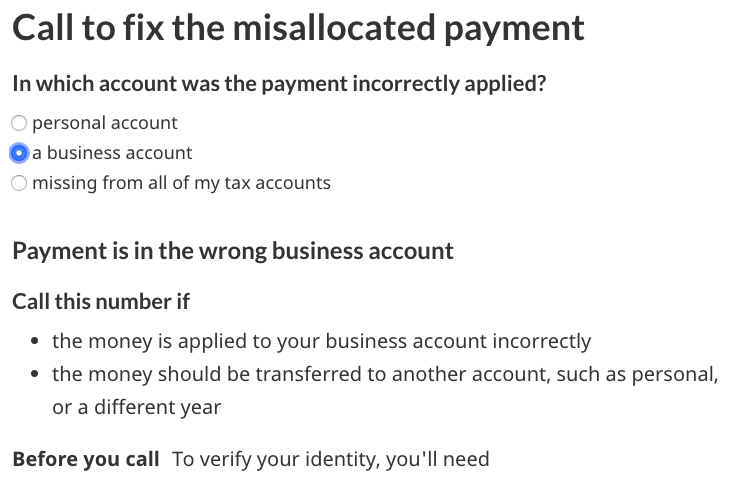 Call to fix the misallocated payment
In which account was the payment incorrectly applied?
personal account
a business account
missing from all of my tax accounts
Payment is in the wrong business account
Call this number if
• the money is applied to your business account incorrectly
• the money should be transferred to another account, such as personal,
or a different year
Before you call To verify your identity, you'll need